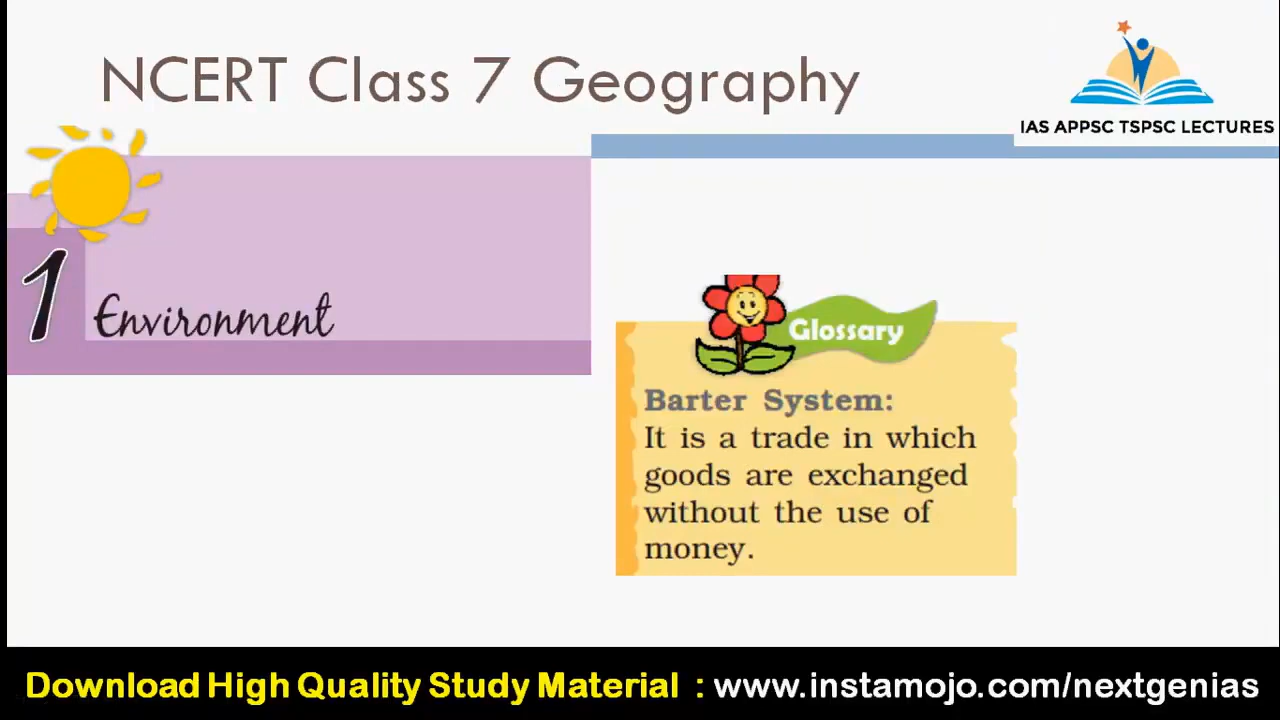 NCERT Class 7 Geography
IAS APPSC TSPSC LECTURES
1
Environment
Glossary
Barter System:
It is a trade in which
goods are exchanged
without the use of
money.
Download High Quality Study Material : www.instamojo.com/nextgenias